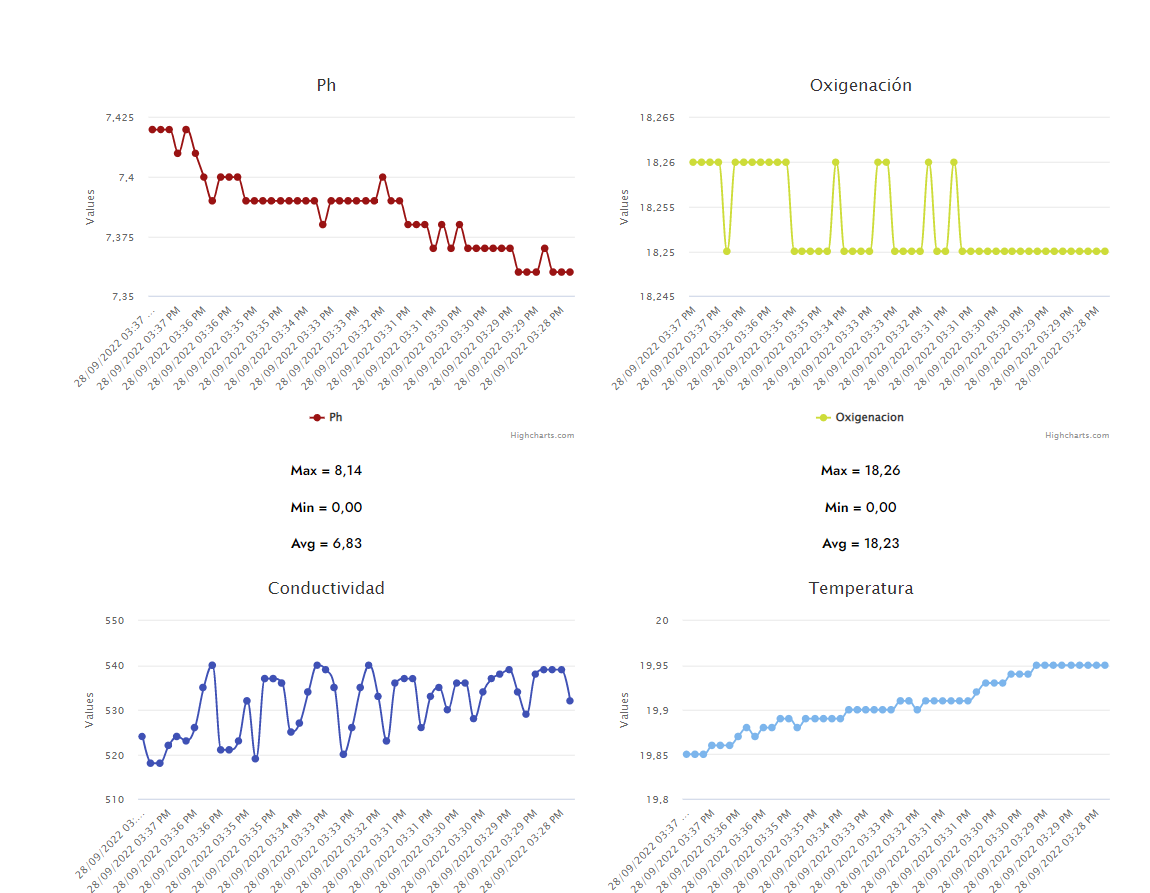 Ph
7,425
7,4
7,375
7,35
Values
28/09/2022 03:37 ...
28/09/2022 03:37 PM
28/09/2022 03:36 PM
28/09/2022 03:36 PM
28/09/2022 03:35 PM
28/09/2022 03:35 PM
28/09/2022 03:34 PM
28/09/2022 03:33 PM
28/09/2022 03:33 PM
28/09/2022 03:32 PM
28/09/2022 03:31 PM
28/09/2022 03:31 PM
28/09/2022 03:30 PM
28/09/2022 03:30 PM
28/09/2022 03:29 PM
28/09/2022 03:29 PM
28/09/2022 03:28 PM
Ph
Highcharts.com
Max = 8,14
Min = 0,00
Avg = 6,83
Oxigenación
18,265
18,26
18,255
18,25
18,245
Values
28/09/2022 03:37 PM
28/09/2022 03:37 PM
28/09/2022 03:36 PM
28/09/2022 03:36 PM
28/09/2022 03:35 PM
28/09/2022 03:35 PM
28/09/2022 03:34 PM
28/09/2022 03:33 PM
28/09/2022 03:33 PM
28/09/2022 03:32 PM
28/09/2022 03:31 PM
28/09/2022 03:31 PM
28/09/2022 03:30 PM
28/09/2022 03:30 PM
28/09/2022 03:29 PM
28/09/2022 03:29 PM
28/09/2022 03:28 PM
Oxigenacion
Highcharts.com
Max = 18,26
Min = 0,00
Avg = 18,23
Conductividad
550
540
530
520
510
Values
28/09/2022 03:...
28/09/2022 03:37 PM
28/09/2022 03:36 PM
28/09/2022 03:36 PM
28/09/2022 03:35 PM
28/09/2022 03:35 PM
28/09/2022 03:34 PM
28/09/2022 03:33 PM
28/09/2022 03:33 PM
28/09/2022 03:32 PM
28/09/2022 03:31 PM
28/09/2022 03:31 PM
28/09/2022 03:30 PM
28/09/2022 03:30 PM
28/09/2022 03:29 PM
28/09/2022 03:29 PM
28/09/2022 03:28 PM
Temperatura
20
19,95
19,9
19,85
19,8
Values
28/09/2022 03:37 ...
28/09/2022 03:37 PM
28/09/2022 03:36 PM
28/09/2022 03:36 PM
28/09/2022 03:35 PM
28/09/2022 03:35 PM
28/09/2022 03:34 PM
28/09/2022 03:33 PM
28/09/2022 03:33 PM
28/09/2022 03:32 PM
28/09/2022 03:31 PM
28/09/2022 03:31 PM
28/09/2022 03:30 PM
28/09/2022 03:30 PM
28/09/2022 03:29 PM
28/09/2022 03:29 PM
28/09/2022 03:28 PM